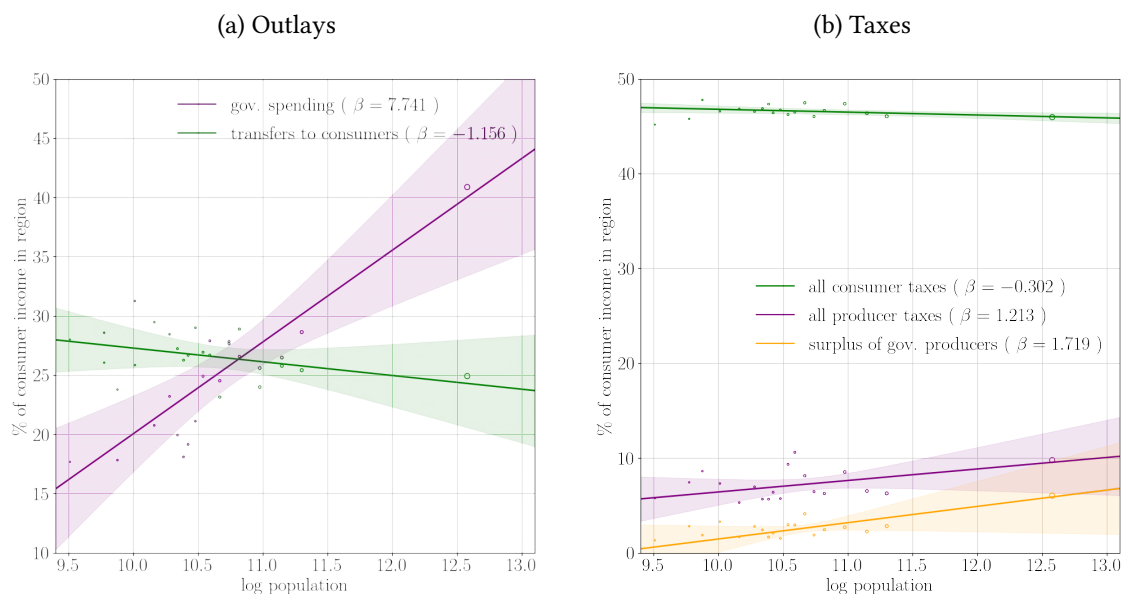 (a) Outlays
50
45
40
35
30
25
20
15
10
% of consumer income in region
gov. spending ( β = 7.741 )
transfers to consumers ( β = −1.156 )
9.5 10.0 10.5 11.0 11.5 12.0 12.5 13.0
log population
(b) Taxes
50
40
30
20
10
0
% of consumer income in region
all consumer taxes ( β = −0.302 )
all producer taxes ( β = 1.213 )
surplus of gov. producers ( β = 1.719 )
9.5 10.0 10.5 11.0 11.5 12.0 12.5 13.0
log population